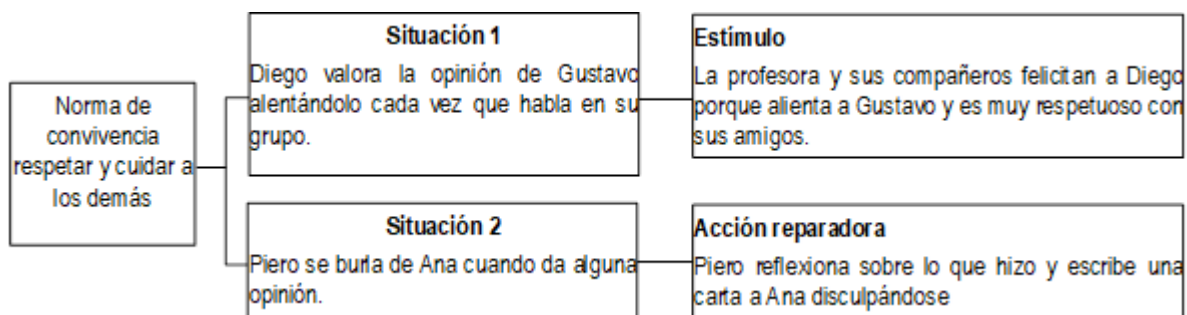 Norma de
convivencia
respetar y cuidar a
los demás
Situación 1
Diego valora la opinión de Gustavo
alentándolo cada vez que habla en su
grupo.
Estímulo
La profesora y sus compañeros felicitan a Diego
porque alienta a Gustavo y es muy respetuoso con
sus amigos.
Situación 2
Piero se burla de Ana cuando da alguna
opinión.
Acción reparadora
Piero reflexiona sobre lo que hizo y escribe una
carta a Ana disculpándose